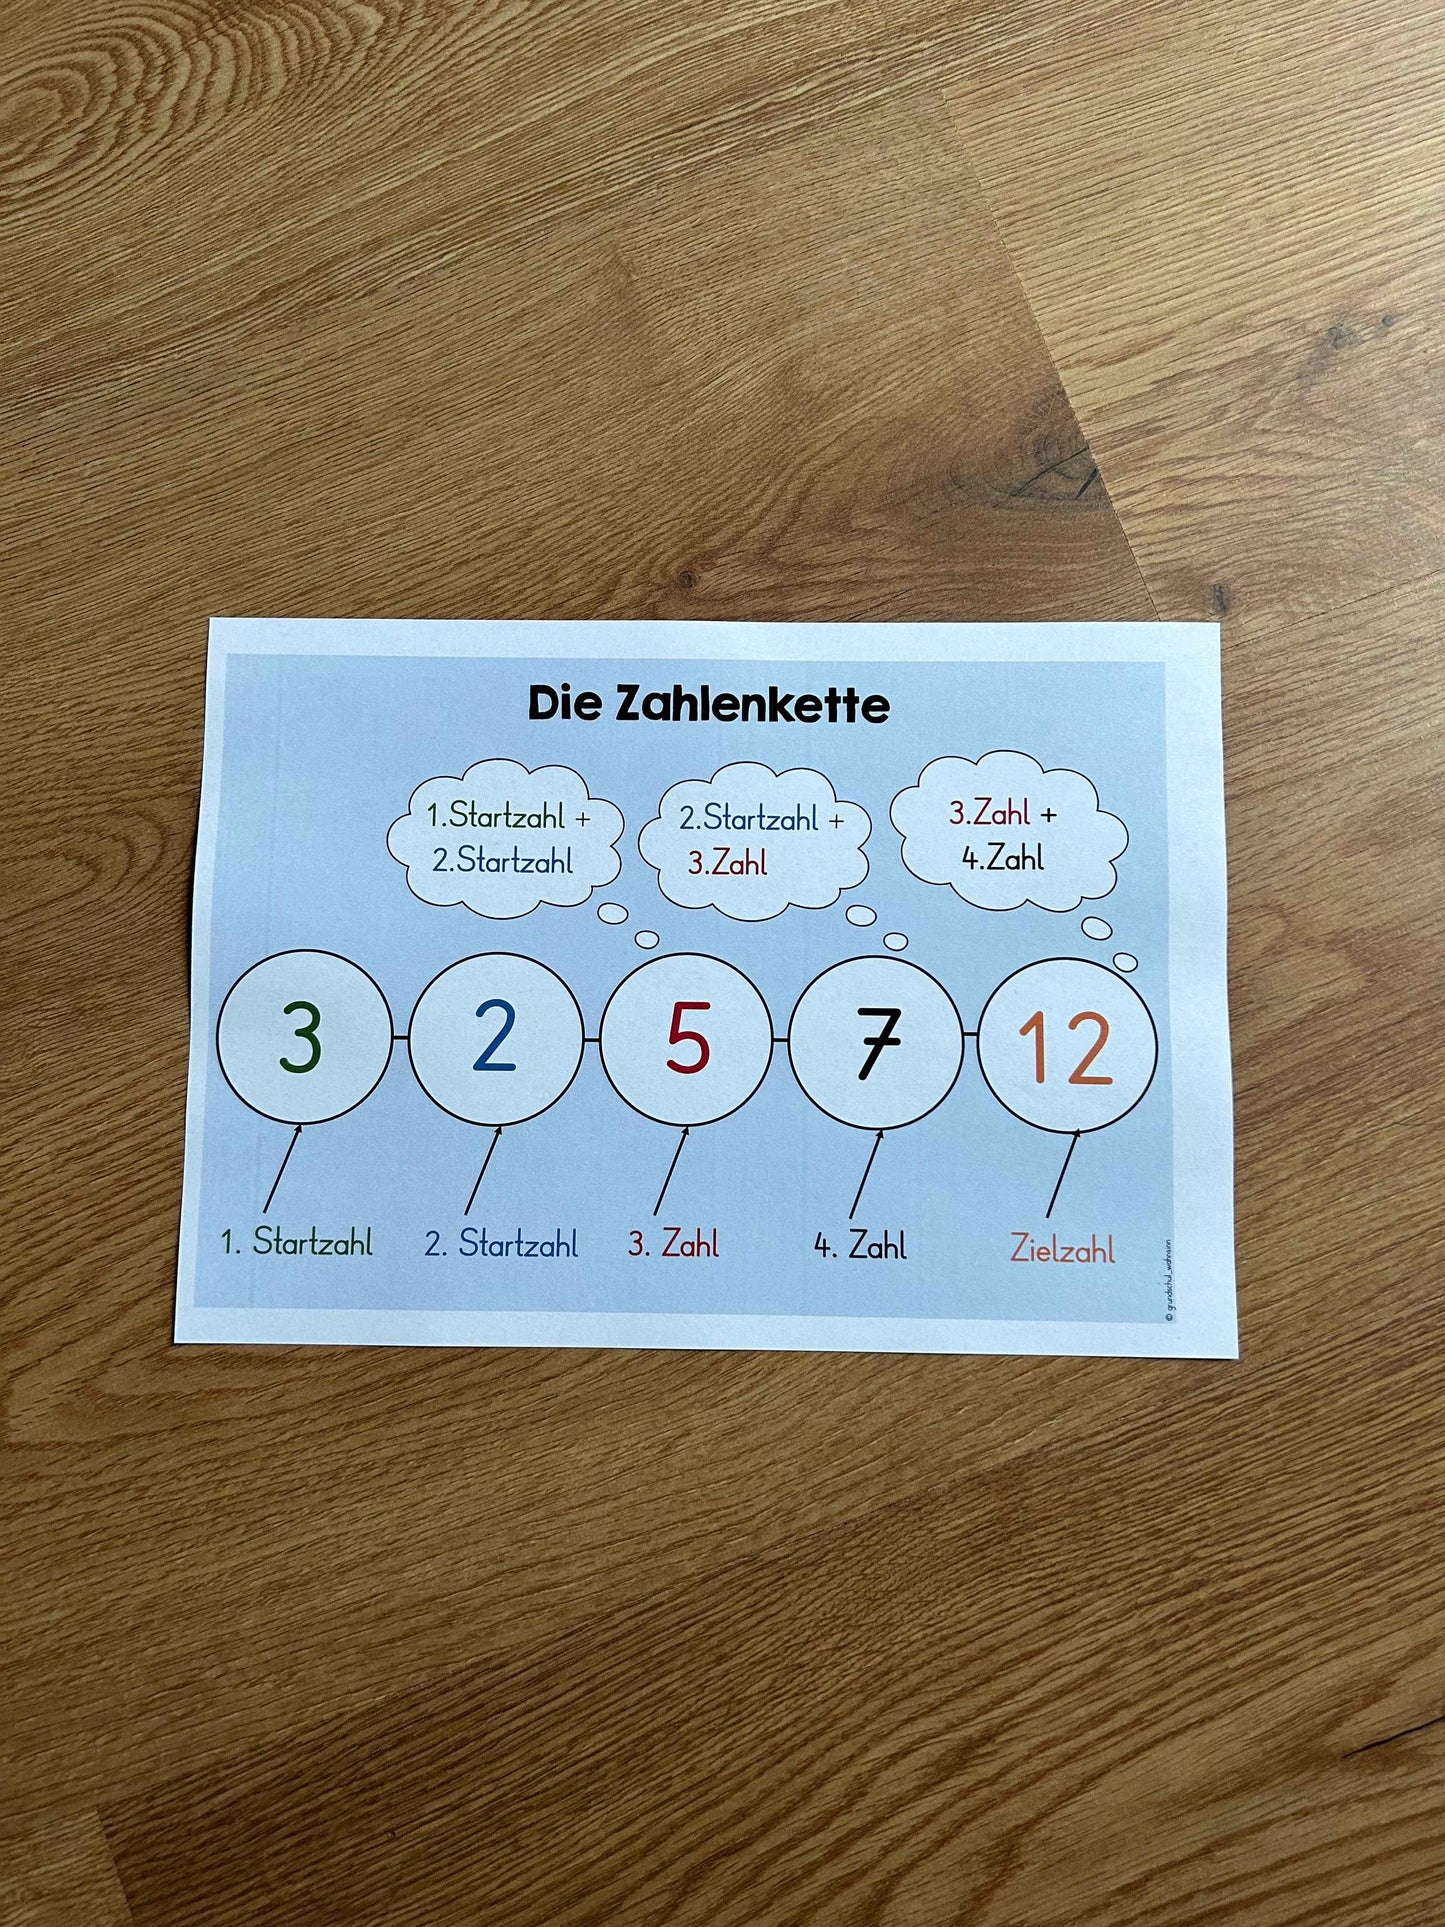 Die Zahlenkette
1.Startzahl +
2.Startzahl
2.Startzahl +
3.Zahl
3.Zahl +
4.Zahl
3
2
5
7
12
1. Startzahl
2. Startzahl
3. Zahl
4. Zahl
Zielzahl
© grundschul_wahnsinn